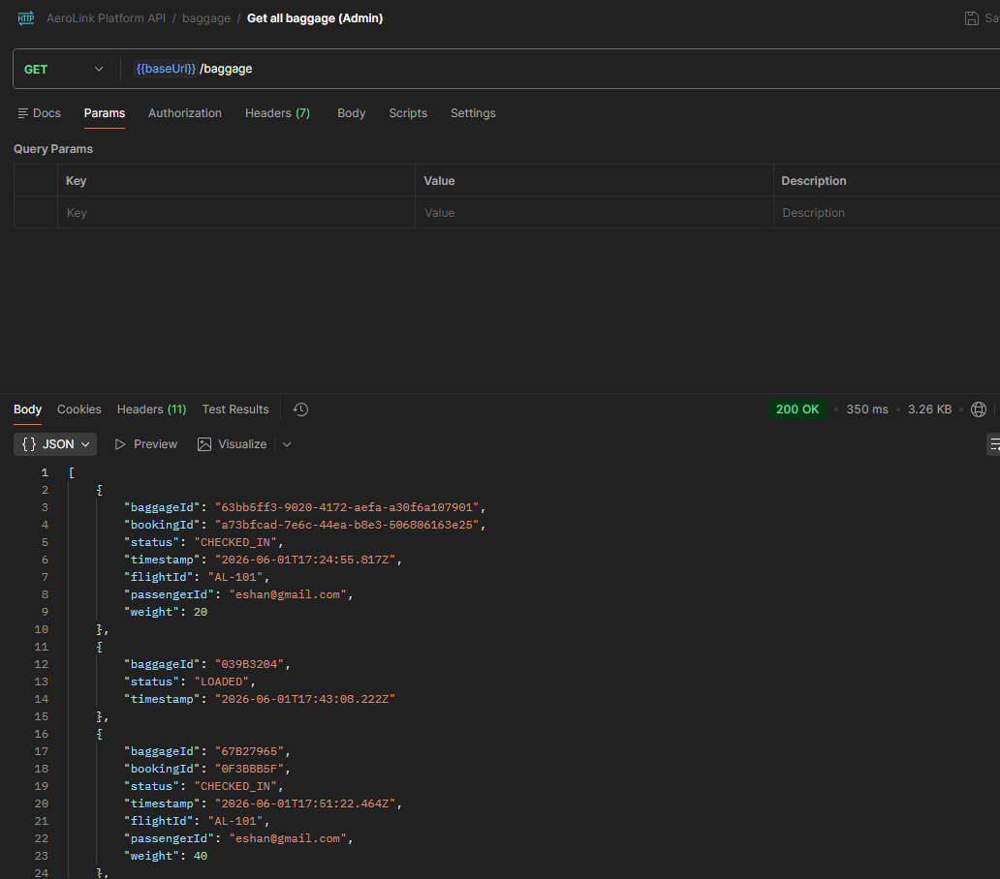 HTTP AeroLink Platform API / baggage / Get all baggage (Admin) Sa
GET {{baseUrl}} /baggage
Docs Params Authorization Headers (7) Body Scripts Settings
Query Params
Key Value Description
Key Value Description
Body Cookies Headers (11) Test Results 200 OK • 350 ms • 3.26 KB •
{} JSON Preview Visualize
1 [
2 {
3 "baggageId": "63bb5ff3-9020-4172-aefa-a30f6a107901",
4 "bookingId": "a73bfcad-7e6c-44ea-b8e3-506806163e25",
5 "status": "CHECKED_IN",
6 "timestamp": "2026-06-01T17:24:55.817Z",
7 "flightId": "AL-101",
8 "passengerId": "eshan@gmail.com",
9 "weight": 20
10 },
11 {
12 "baggageId": "039B3204",
13 "status": "LOADED",
14 "timestamp": "2026-06-01T17:43:08.222Z"
15 },
16 {
17 "baggageId": "67B27965",
18 "bookingId": "0F3BBB5F",
19 "status": "CHECKED_IN",
20 "timestamp": "2026-06-01T17:51:22.464Z",
21 "flightId": "AL-101",
22 "passengerId": "eshan@gmail.com",
23 "weight": 40
24 },